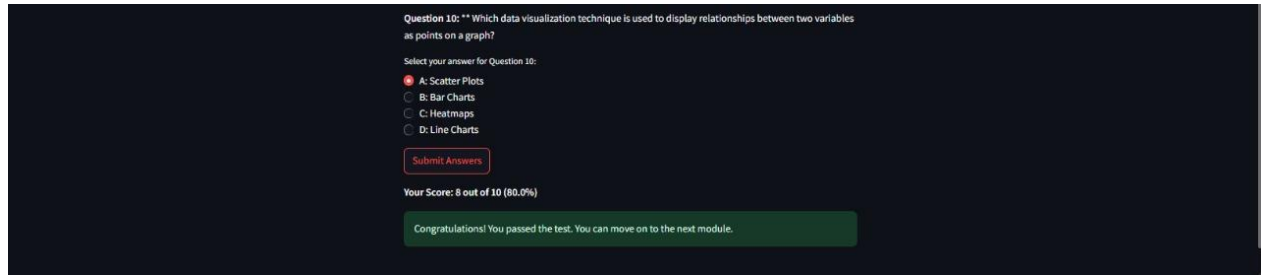 Question 10: ** Which data visualization technique is used to display relationships between two variables
as points on a graph?
Select your answer for Question 10:
A: Scatter Plots
B: Bar Charts
C: Heatmaps
D: Line Charts
Submit Answers
Your Score: 8 out of 10 (80.0%)
Congratulations! You passed the test. You can move on to the next module.